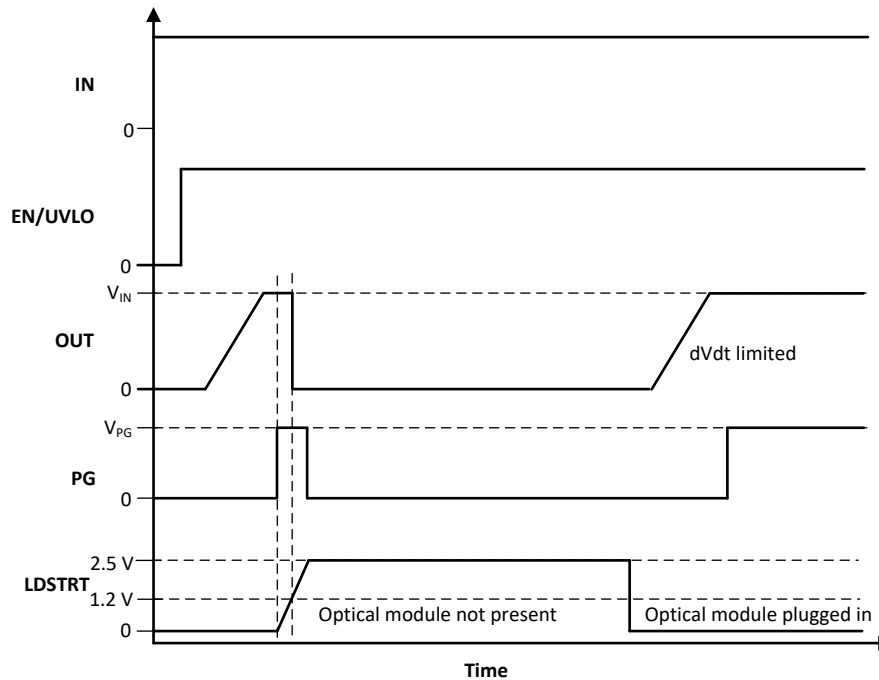 IN
0
EN/UVLO
0
V_IN
OUT
dVdt limited
0
V_PG
PG
0
2.5 V
LDSTRT
1.2 V
Optical module not present
Optical module plugged in
0
Time